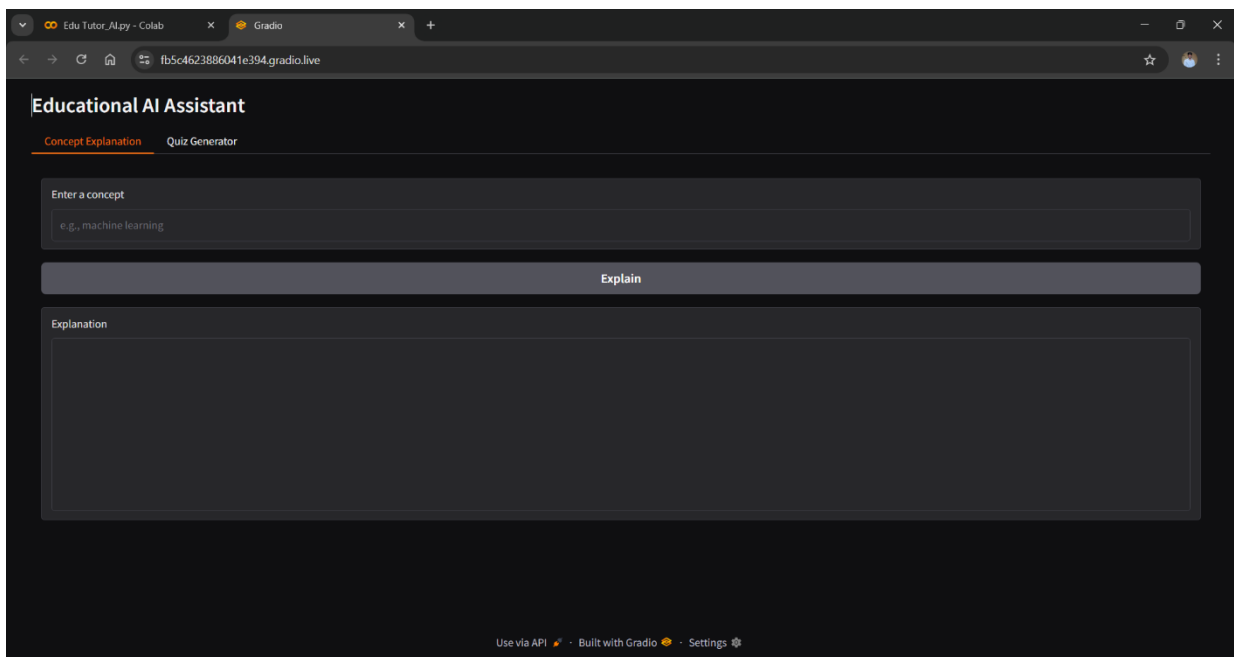 Edu Tutor_AI.py - Colab
Gradio
fb5c4623886041e394.gradio.live
Educational AI Assistant
Concept Explanation Quiz Generator
Enter a concept
e.g., machine learning
Explain
Explanation
Use via API · Built with Gradio · Settings